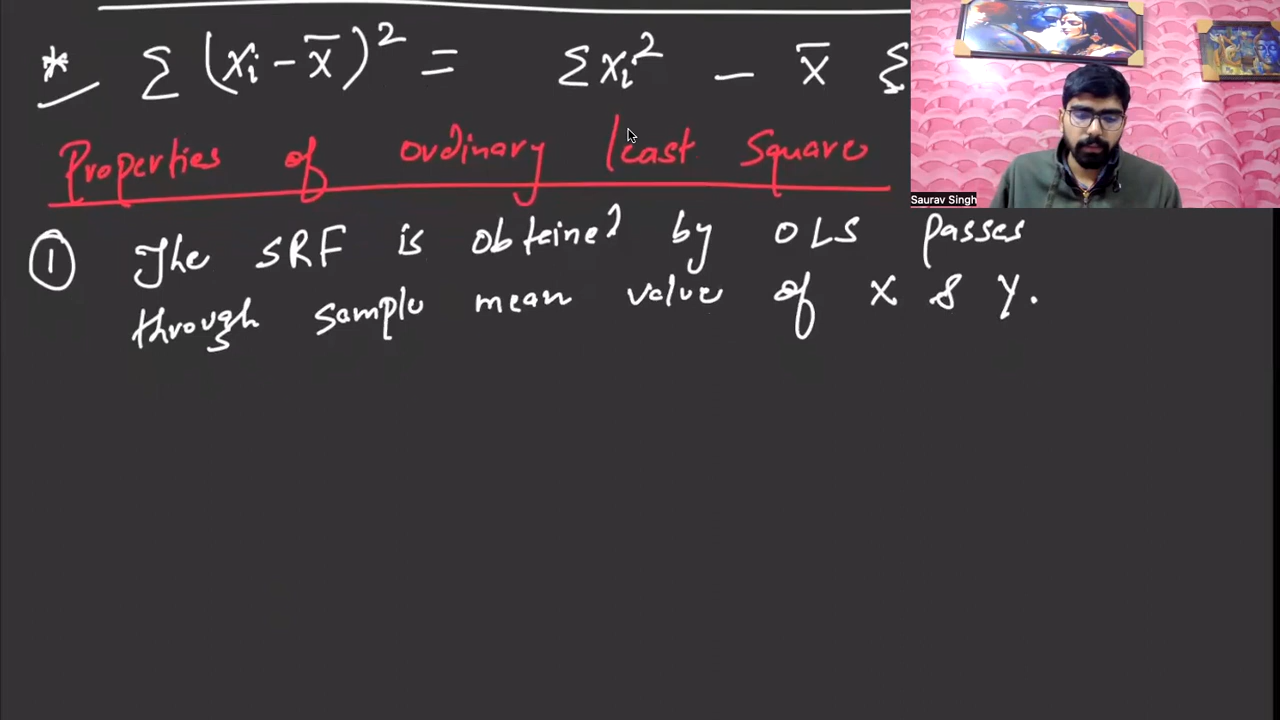 * Σ (xᵢ - x̄)² = Σxᵢ² - x̄ Σ
Properties of ordinary least Square
Saurav Singh
① The SRF is obtained by OLS passes
through sample mean value of X & Y.